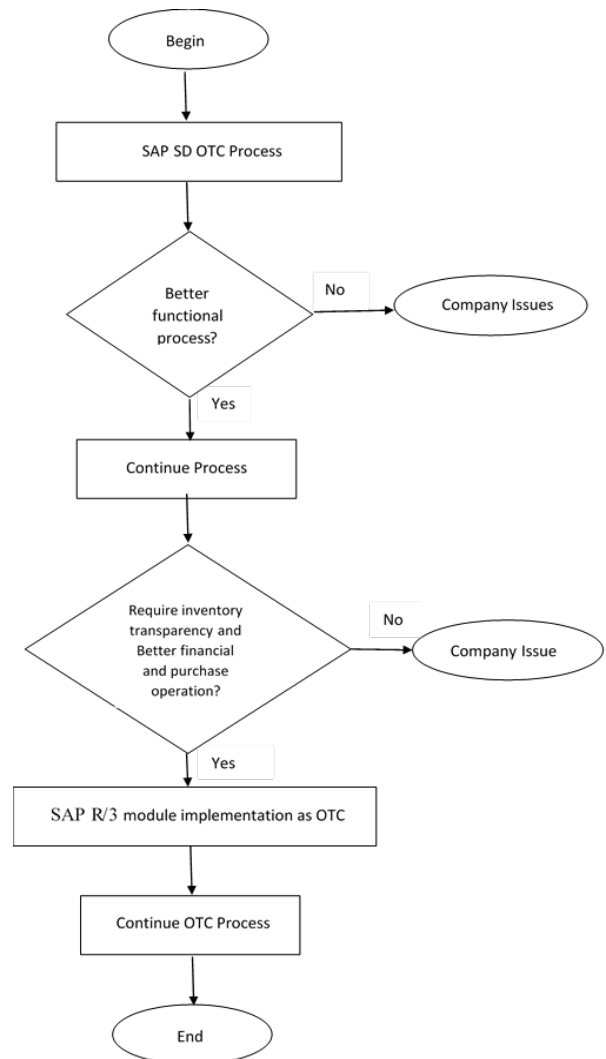 Begin
SAP SD OTC Process
Better
functional
process?
No
Company Issues
Yes
Continue Process
Require inventory
transparency and
Better financial
and purchase
operation?
No
Company Issue
Yes
SAP R/3 module implementation as OTC
Continue OTC Process
End